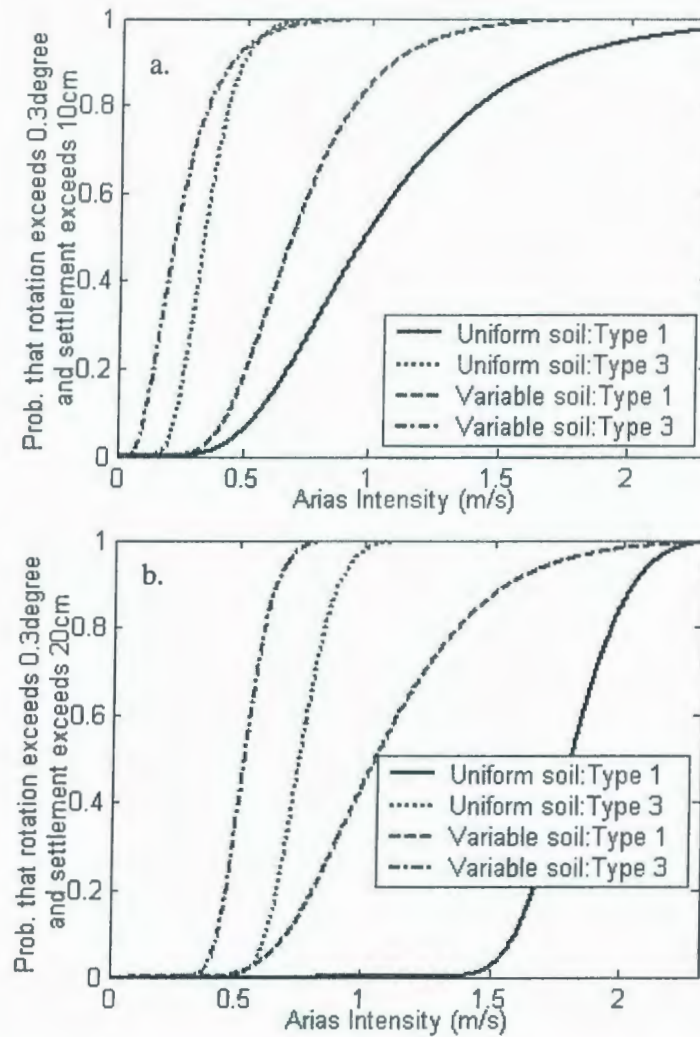 a.
Prob. that rotation exceeds 0.3degree
and settlement exceeds 10cm
1
0.8
0.6
0.4
0.2
0
Uniform soil:Type 1
Uniform soil:Type 3
Variable soil:Type 1
Variable soil:Type 3
0 0.5 1 1.5 2
Arias Intensity (m/s)
b.
Prob. that rotation exceeds 0.3degree
and settlement exceeds 20cm
1
0.8
0.6
0.4
0.2
0
Uniform soil:Type 1
Uniform soil:Type 3
Variable soil:Type 1
Variable soil:Type 3
0 0.5 1 1.5 2
Arias Intensity (m/s)